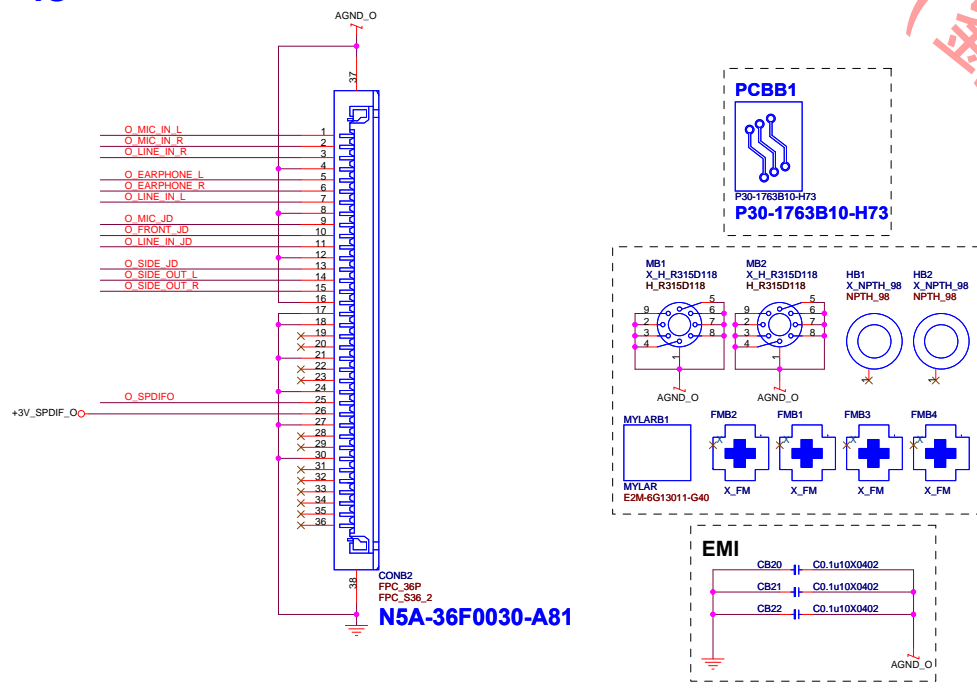 AGND_O
37
O_MIC_IN_L 1
O_MIC_IN_R 2
O_LINE_IN_R 3
4
O_EARPHONE_L 5
O_EARPHONE_R 6
O_LINE_IN_L 7
8
O_MIC_JD 9
O_FRONT_JD 10
O_LINE_IN_JD 11
12
O_SIDE_JD 13
O_SIDE_OUT_L 14
O_SIDE_OUT_R 15
16
17
18
19
20
21
22
23
24
O_SPDIFO 25
+3V_SPDIF_O 26
27
28
29
30
31
32
33
34
35
36
38
CONB2
FPC_36P
FPC_S36_2
N5A-36F0030-A81
PCBB1
P30-1763B10-H73
P30-1763B10-H73
MB1
X_H_R315D118
H_R315D118
9
2
3
4
5
6
7
8
1
AGND_O
MB2
X_H_R315D118
H_R315D118
9
2
3
4
5
6
7
8
1
AGND_O
HB1
X_NPTH_98
NPTH_98
HB2
X_NPTH_98
NPTH_98
MYLARB1
MYLAR
E2M-6G13011-G40
FMB2
X_FM
FMB1
X_FM
FMB3
X_FM
FMB4
X_FM
EMI
CB20 C0.1u10X0402
CB21 C0.1u10X0402
CB22 C0.1u10X0402
AGND_O